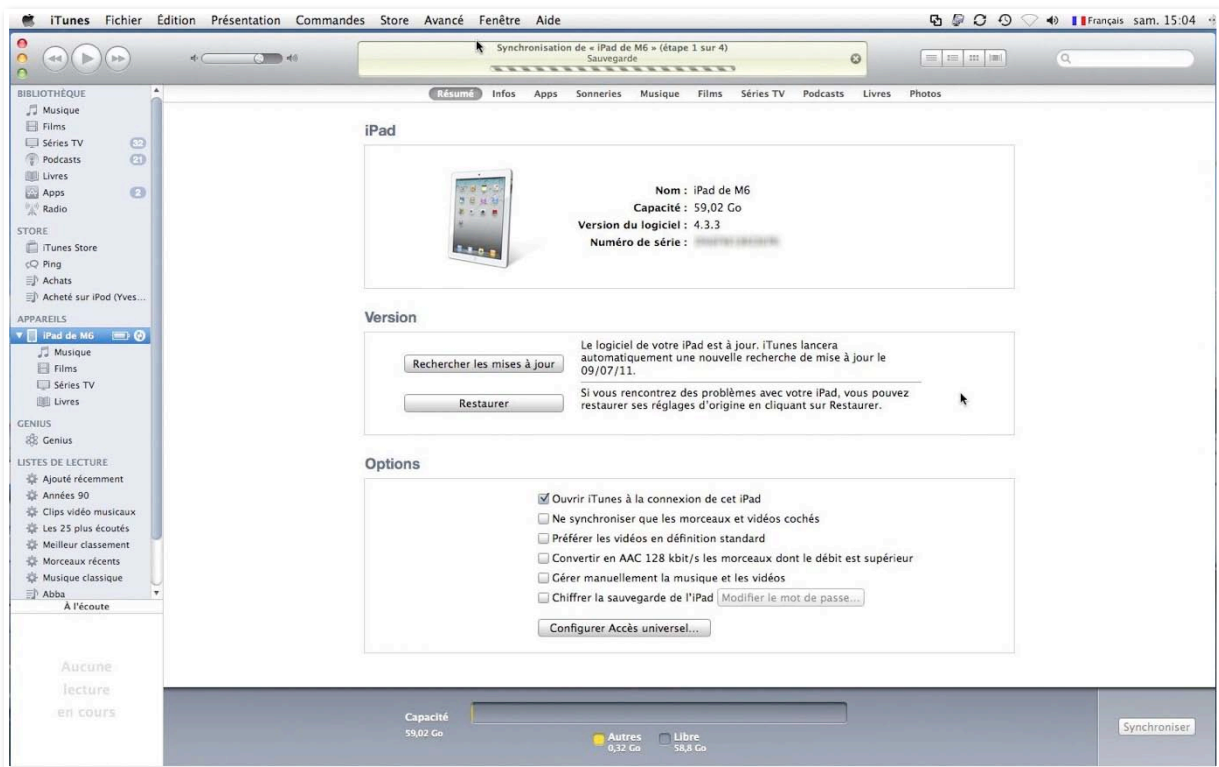 iTunes Fichier Édition Présentation Commandes Store Avancé Fenêtre Aide Français sam. 15:04
Synchronisation de « iPad de M6 » (étape 1 sur 4)
Sauvegarde
Résumé Infos Apps Sonneries Musique Films Séries TV Podcasts Livres Photos
BIBLIOTHÈQUE
Musique
Films
Séries TV 32
Podcasts 21
Livres
Apps 2
Radio
STORE
iTunes Store
Ping
Achats
Acheté sur iPod (Yves...
APPAREILS
iPad de M6
Musique
Films
Séries TV
Livres
GENIUS
Genius
LISTES DE LECTURE
Ajouté récemment
Années 90
Clips vidéo musicaux
Les 25 plus écoutés
Meilleur classement
Morceaux récents
Musique classique
Abba
À l'écoute
Aucune
lecture
en cours
iPad
Nom : iPad de M6
Capacité : 59,02 Go
Version du logiciel : 4.3.3
Numéro de série :
Version
Rechercher les mises à jour
Le logiciel de votre iPad est à jour. iTunes lancera
automatiquement une nouvelle recherche de mise à jour le
09/07/11.
Restaurer
Si vous rencontrez des problèmes avec votre iPad, vous pouvez
restaurer ses réglages d'origine en cliquant sur Restaurer.
Options
Ouvrir iTunes à la connexion de cet iPad
Ne synchroniser que les morceaux et vidéos cochés
Préférer les vidéos en définition standard
Convertir en AAC 128 kbit/s les morceaux dont le débit est supérieur
Gérer manuellement la musique et les vidéos
Chiffrer la sauvegarde de l'iPad Modifier le mot de passe...
Configurer Accès universel...
Capacité
59,02 Go
Autres
0,32 Go
Libre
58,8 Go
Synchroniser